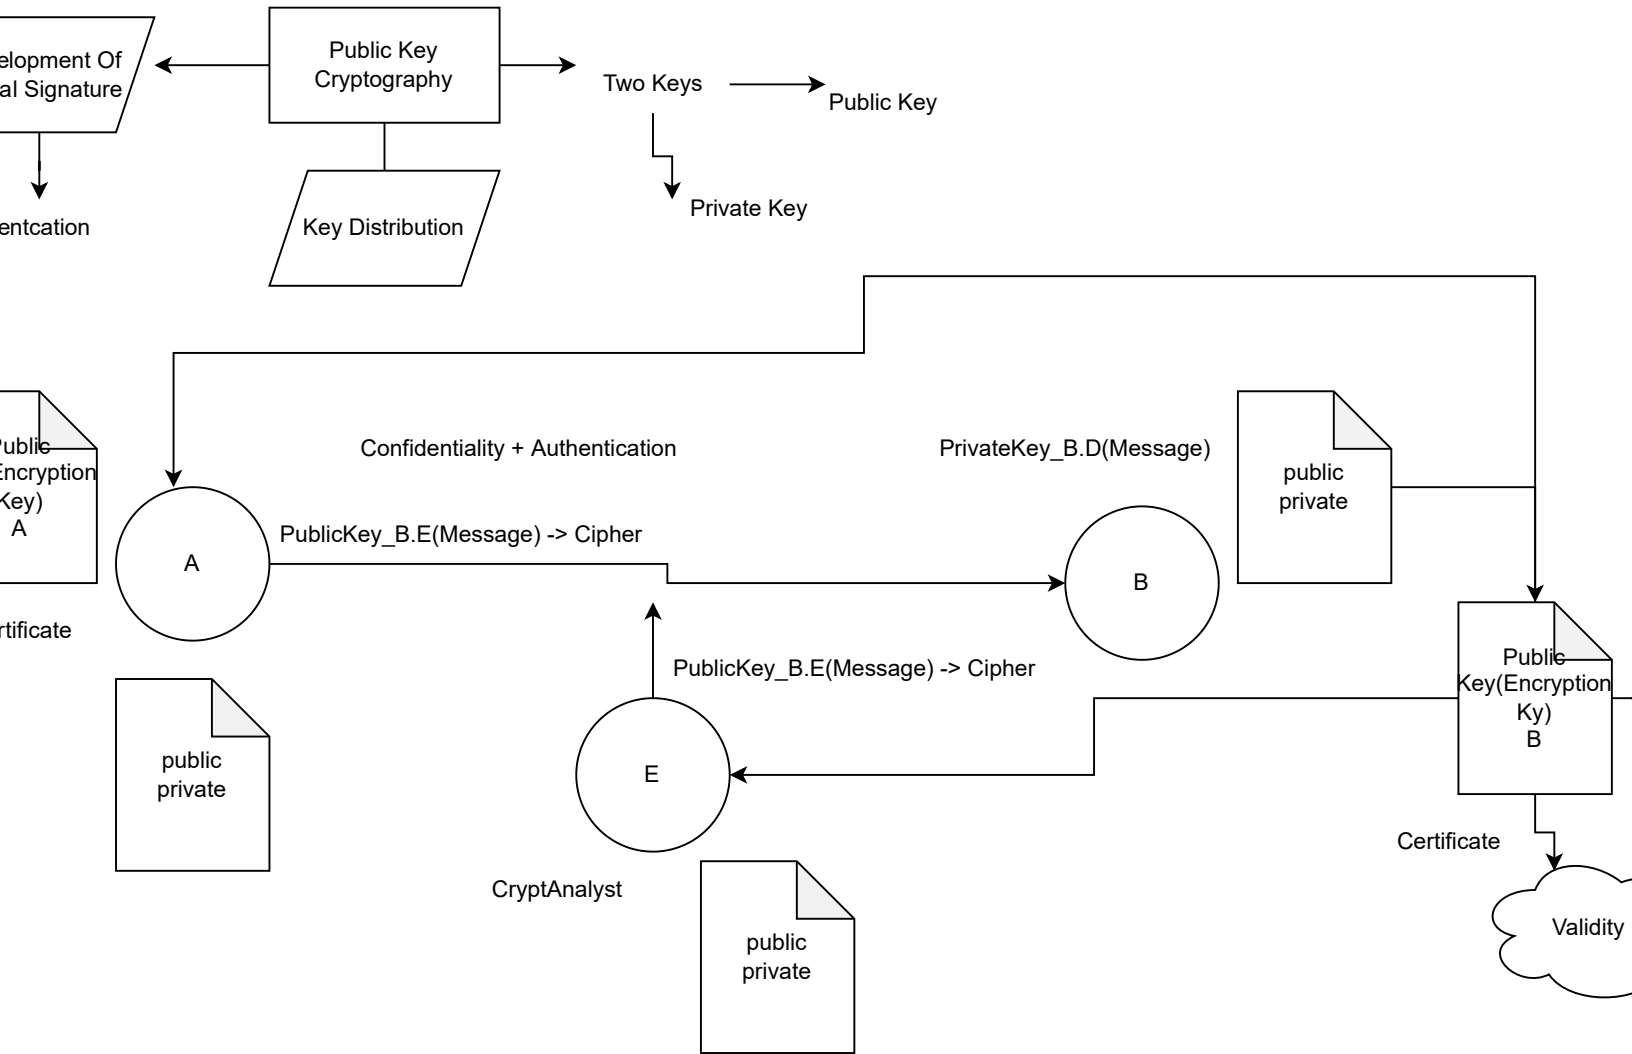 elopment Of
al Signature
Public Key
Cryptography
Two Keys
Public Key
Private Key
entcation
Key Distribution
Public
Encryption
Key)
A
Confidentiality + Authentication
PrivateKey_B.D(Message)
public
private
PublicKey_B.E(Message) -> Cipher
A
B
rtificate
PublicKey_B.E(Message) -> Cipher
Public
Key(Encryption
Ky)
B
public
private
E
Certificate
CryptAnalyst
public
private
Validity